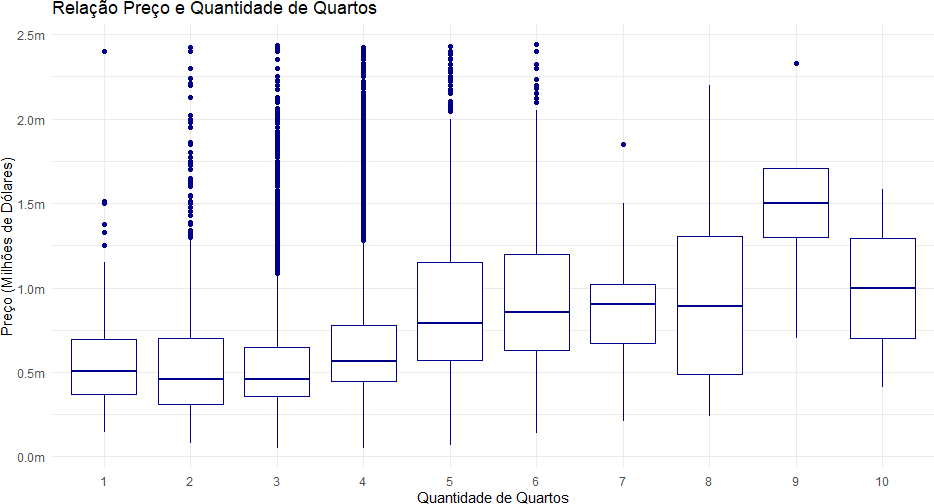 Relação Preço e Quantidade de Quartos
Preço (Milhões de Dólares)
2.5m
2.0m
1.5m
1.0m
0.5m
0.0m
1 2 3 4 5 6 7 8 9 10
Quantidade de Quartos